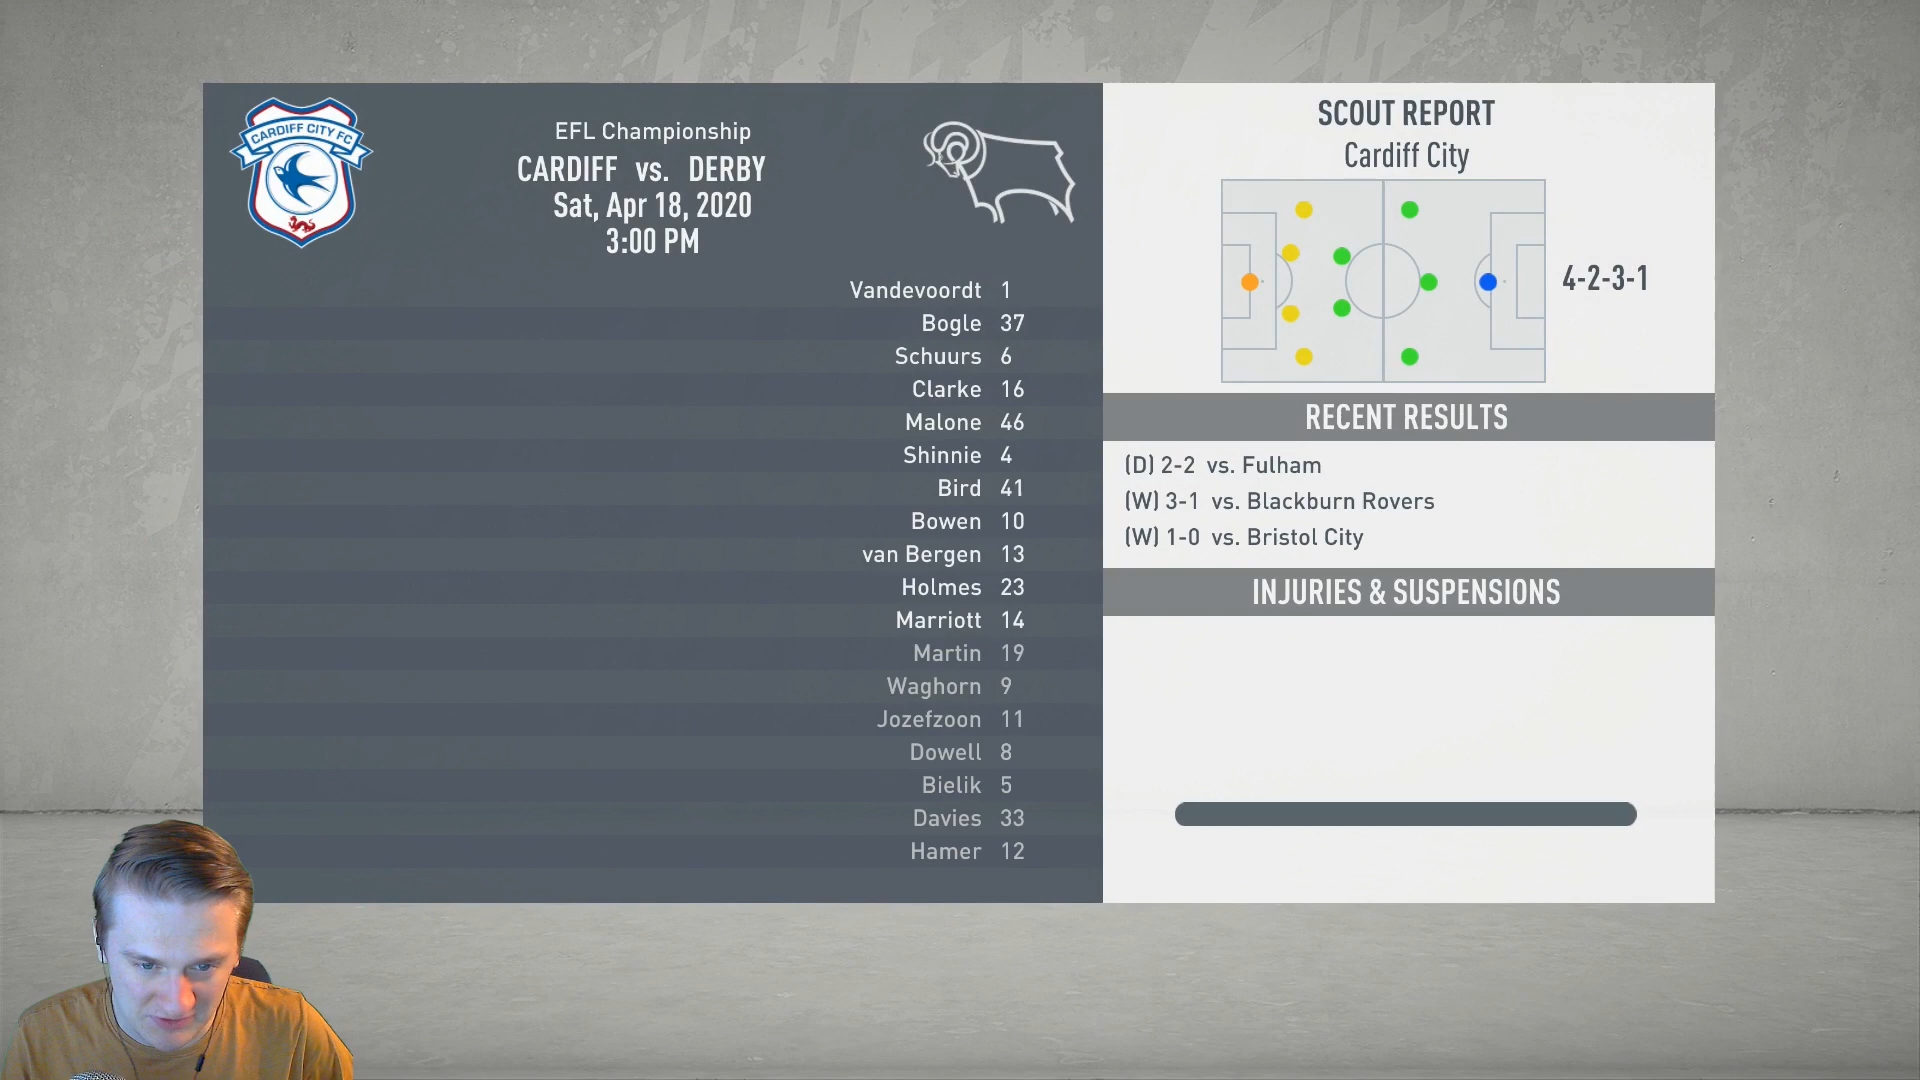 CARDIFF CITY FC
EFL Championship
CARDIFF vs. DERBY
Sat, Apr 18, 2020
3:00 PM
Vandevoordt 1
Bogle 37
Schuurs 6
Clarke 16
Malone 46
Shinnie 4
Bird 41
Bowen 10
van Bergen 13
Holmes 23
Marriott 14
Martin 19
Waghorn 9
Jozefzoon 11
Dowell 8
Bielik 5
Davies 33
Hamer 12
SCOUT REPORT
Cardiff City
4-2-3-1
RECENT RESULTS
(D) 2-2 vs. Fulham
(W) 3-1 vs. Blackburn Rovers
(W) 1-0 vs. Bristol City
INJURIES & SUSPENSIONS